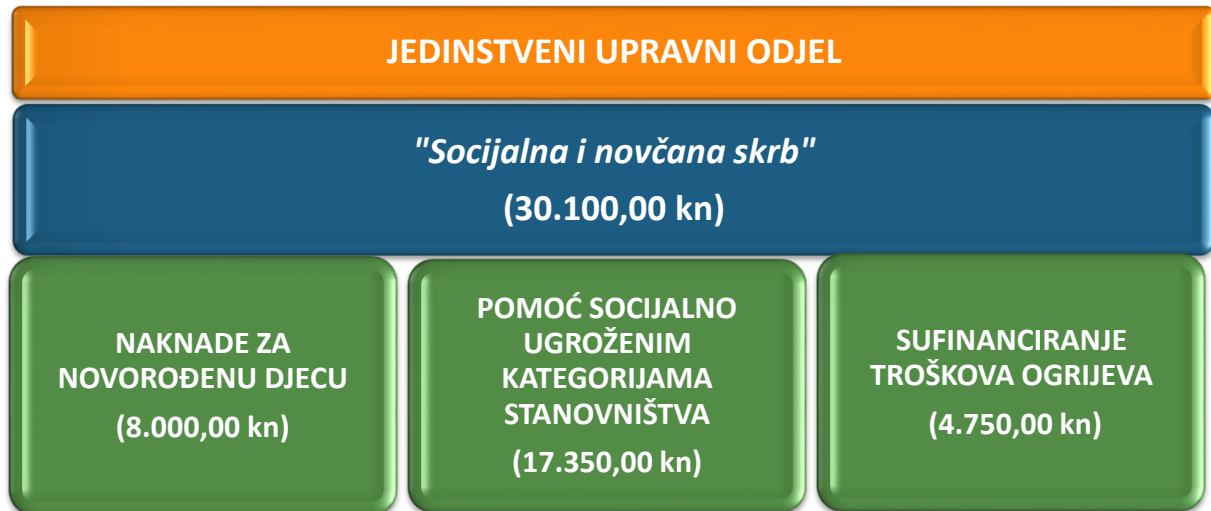 JEDINSTVENI UPRAVNI ODJEL
"Socijalna i novčana skrb"
(30.100,00 kn)
NAKNADE ZA
NOVOROĐENU DJECU
(8.000,00 kn)
POMOĆ SOCIJALNO
UGROŽENIM
KATEGORIJAMA
STANOVNIŠTVA
(17.350,00 kn)
SUFINANCIRANJE
TROŠKOVA OGRIJEVA
(4.750,00 kn)